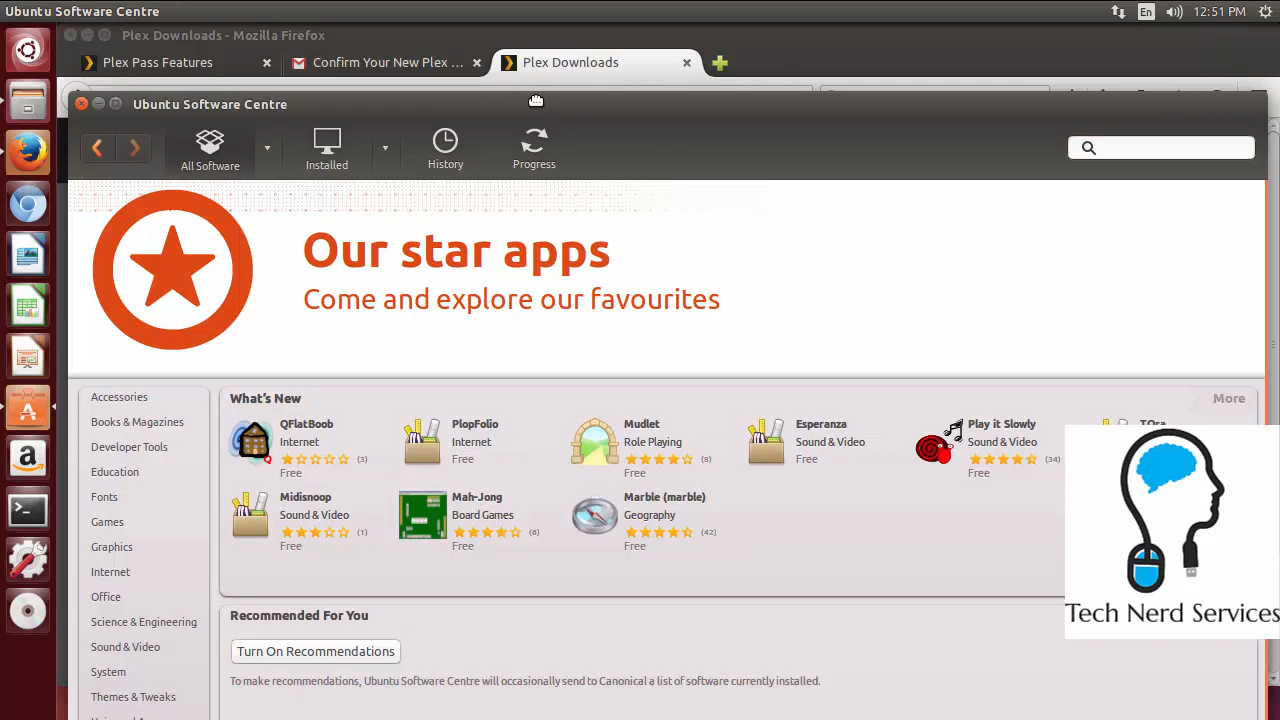 Ubuntu Software Centre
En
12:51 PM
Plex Downloads - Mozilla Firefox
Plex Pass Features
Confirm Your New Plex ...
Plex Downloads
Ubuntu Software Centre
All Software
Installed
History
Progress
Our star apps
Come and explore our favourites
Accessories
Books & Magazines
Developer Tools
Education
Fonts
Games
Graphics
Internet
Office
Science & Engineering
Sound & Video
System
Themes & Tweaks
What's New
More
QFlatBoob
Internet
(3)
Free
PlopFolio
Internet
Free
Mudlet
Role Playing
(8)
Free
Esperanza
Sound & Video
Free
Play it Slowly
Sound & Video
(34)
Free
Midisnoop
Sound & Video
(1)
Free
Mah-Jong
Board Games
(6)
Free
Marble (marble)
Geography
(42)
Free
Recommended For You
Turn On Recommendations
To make recommendations, Ubuntu Software Centre will occasionally send to Canonical a list of software currently installed.
Tech Nerd Services